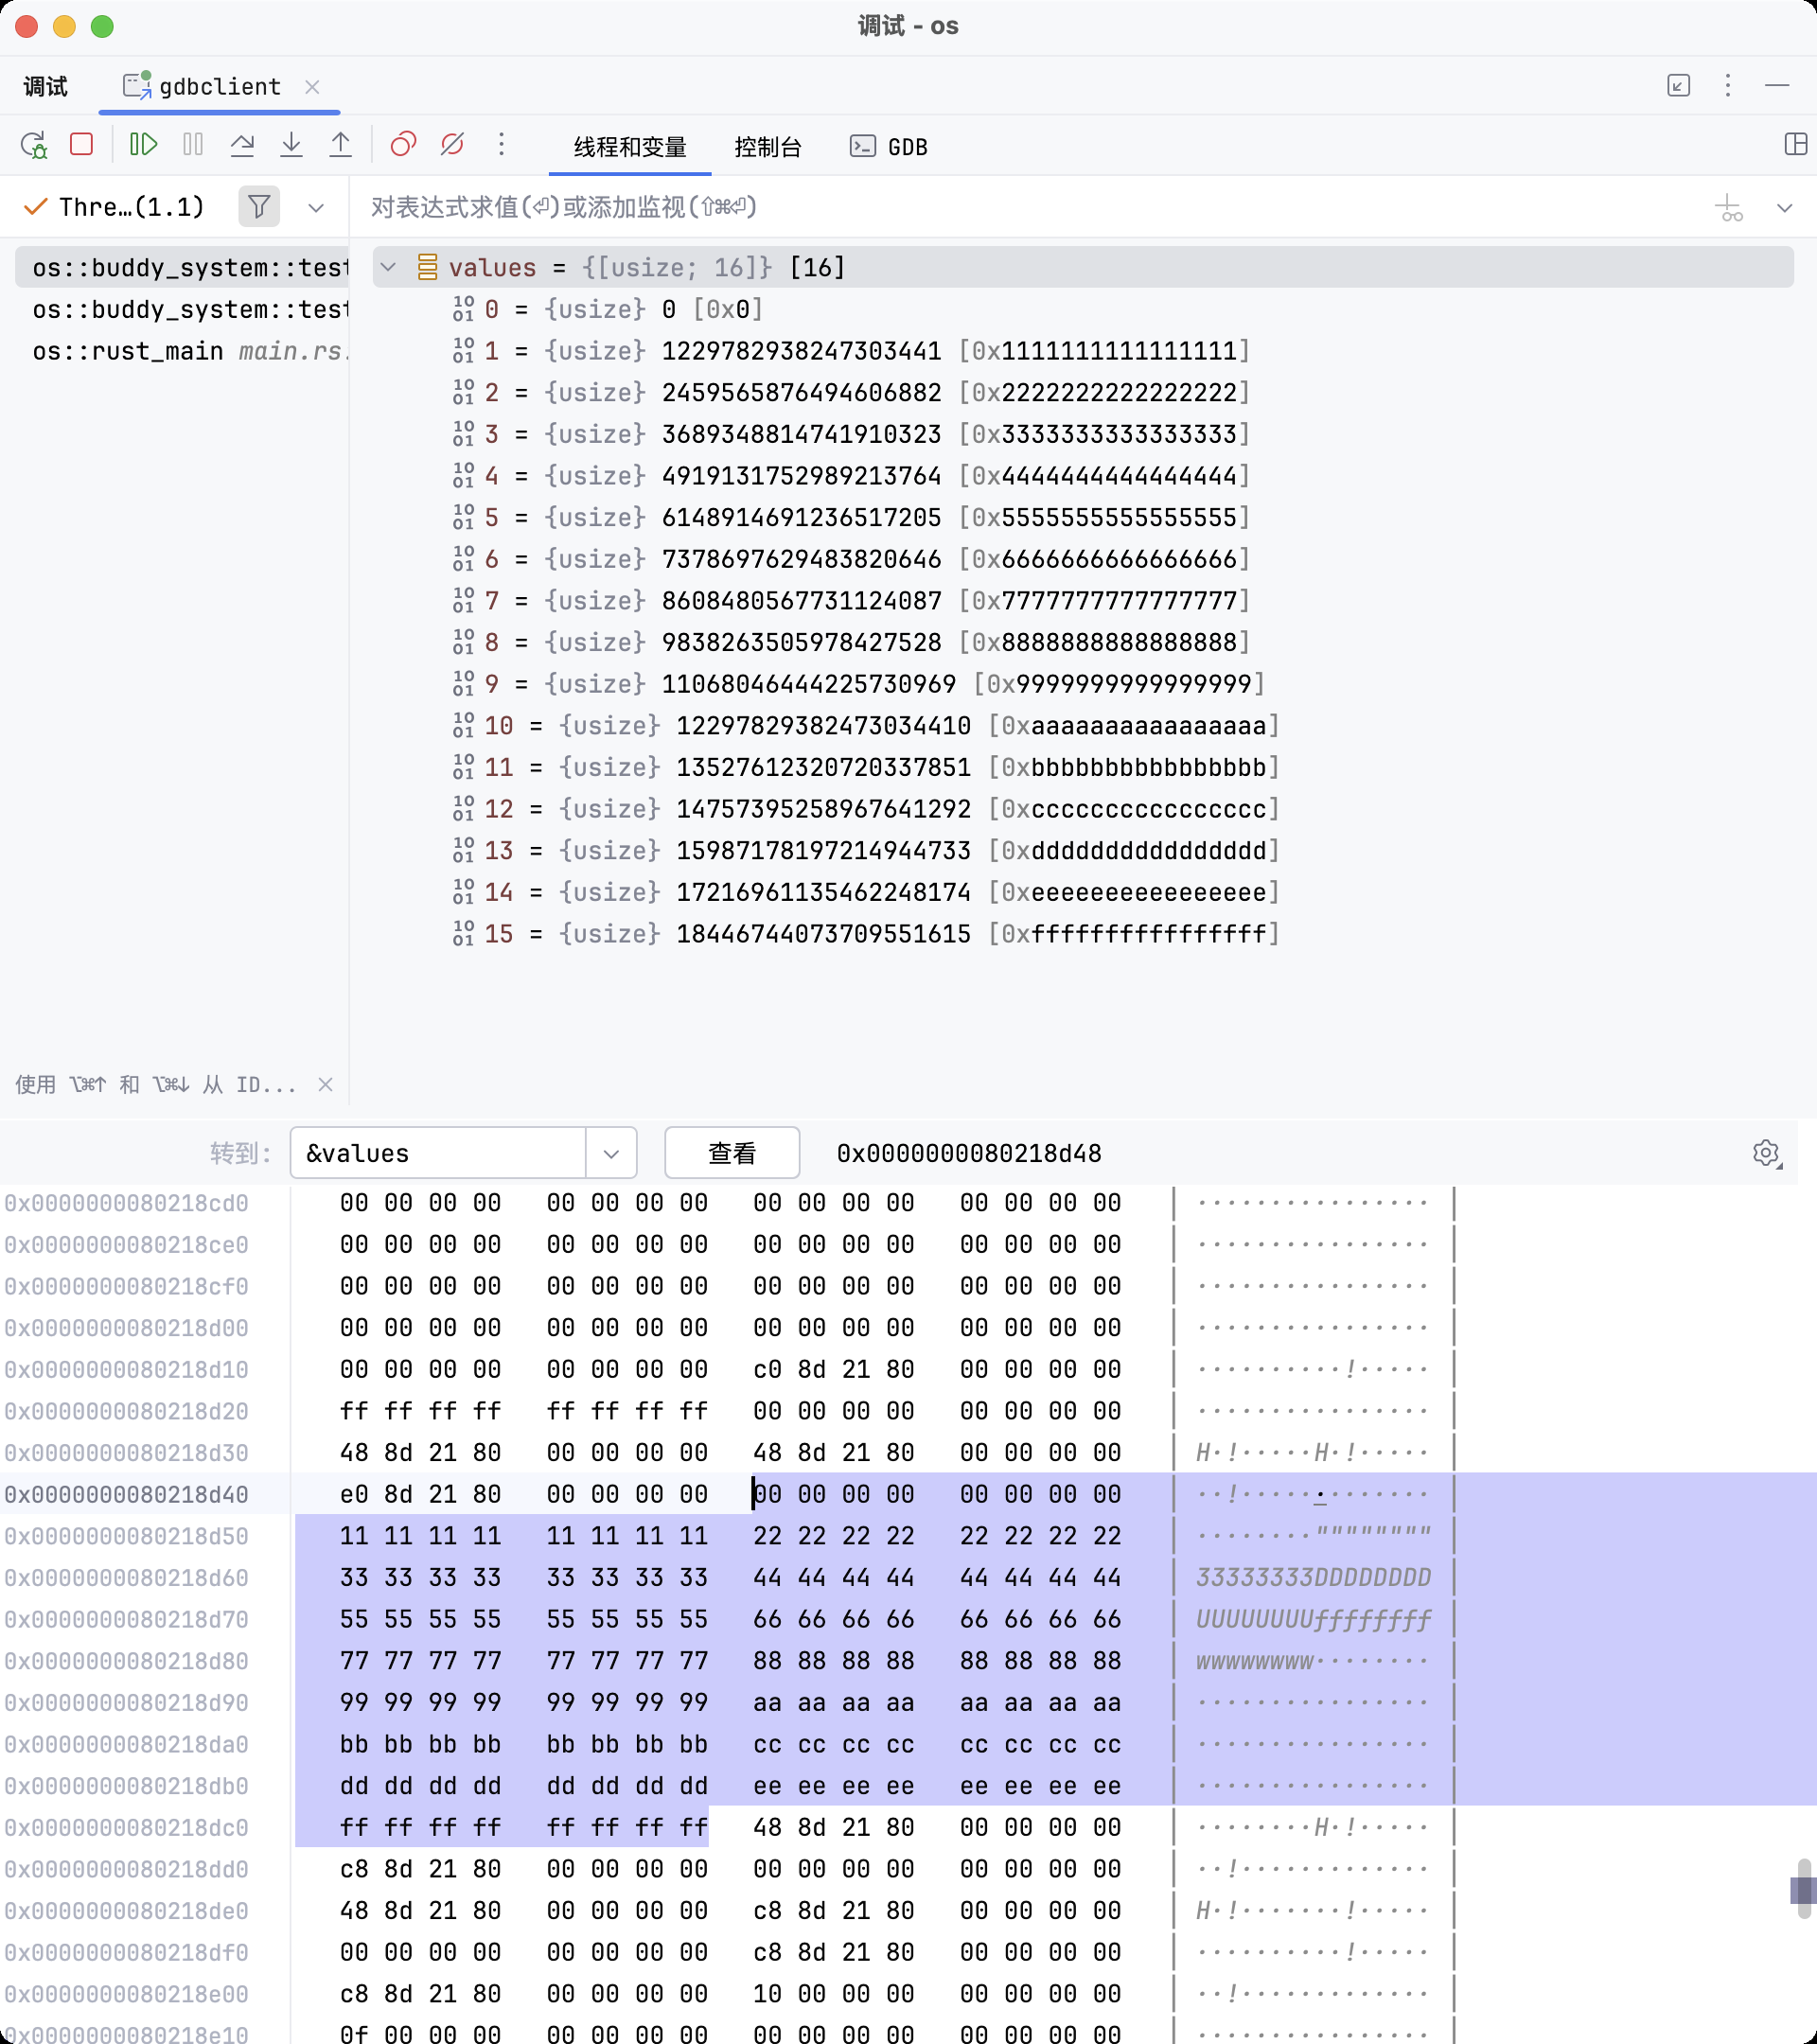 调试 - os
调试 gdbclient
线程和变量 控制台 GDB
Thre…(1.1) 对表达式求值(⏎)或添加监视(⇧⌘⏎)
os::buddy_system::test
os::buddy_system::test
os::rust_main main.rs:
values = {[usize; 16]} [16]
0 = {usize} 0 [0x0]
1 = {usize} 1229782938247303441 [0x1111111111111111]
2 = {usize} 2459565876494606882 [0x2222222222222222]
3 = {usize} 3689348814741910323 [0x3333333333333333]
4 = {usize} 4919131752989213764 [0x4444444444444444]
5 = {usize} 6148914691236517205 [0x5555555555555555]
6 = {usize} 7378697629483820646 [0x6666666666666666]
7 = {usize} 8608480567731124087 [0x7777777777777777]
8 = {usize} 9838263505978427528 [0x8888888888888888]
9 = {usize} 11068046444225730969 [0x9999999999999999]
10 = {usize} 12297829382473034410 [0xaaaaaaaaaaaaaaaa]
11 = {usize} 13527612320720337851 [0xbbbbbbbbbbbbbbbb]
12 = {usize} 14757395258967641292 [0xcccccccccccccccc]
13 = {usize} 15987178197214944733 [0xdddddddddddddddd]
14 = {usize} 17216961135462248174 [0xeeeeeeeeeeeeeeee]
15 = {usize} 18446744073709551615 [0xffffffffffffffff]
使用 ⌥⌘↑ 和 ⌥⌘↓ 从 ID...
转到: &values 查看 0x0000000080218d48
0x0000000080218cd0 00 00 00 00 00 00 00 00 00 00 00 00 00 00 00 00 | ················ |
0x0000000080218ce0 00 00 00 00 00 00 00 00 00 00 00 00 00 00 00 00 | ················ |
0x0000000080218cf0 00 00 00 00 00 00 00 00 00 00 00 00 00 00 00 00 | ················ |
0x0000000080218d00 00 00 00 00 00 00 00 00 00 00 00 00 00 00 00 00 | ················ |
0x0000000080218d10 00 00 00 00 00 00 00 00 c0 8d 21 80 00 00 00 00 | ··········!····· |
0x0000000080218d20 ff ff ff ff ff ff ff ff 00 00 00 00 00 00 00 00 | ················ |
0x0000000080218d30 48 8d 21 80 00 00 00 00 48 8d 21 80 00 00 00 00 | H·!·····H·!····· |
0x0000000080218d40 e0 8d 21 80 00 00 00 00 00 00 00 00 00 00 00 00 | ··!············· |
0x0000000080218d50 11 11 11 11 11 11 11 11 22 22 22 22 22 22 22 22 | ········"""""""" |
0x0000000080218d60 33 33 33 33 33 33 33 33 44 44 44 44 44 44 44 44 | 33333333DDDDDDDD |
0x0000000080218d70 55 55 55 55 55 55 55 55 66 66 66 66 66 66 66 66 | UUUUUUUUffffffff |
0x0000000080218d80 77 77 77 77 77 77 77 77 88 88 88 88 88 88 88 88 | wwwwwwww········ |
0x0000000080218d90 99 99 99 99 99 99 99 99 aa aa aa aa aa aa aa aa | ················ |
0x0000000080218da0 bb bb bb bb bb bb bb bb cc cc cc cc cc cc cc cc | ················ |
0x0000000080218db0 dd dd dd dd dd dd dd dd ee ee ee ee ee ee ee ee | ················ |
0x0000000080218dc0 ff ff ff ff ff ff ff ff 48 8d 21 80 00 00 00 00 | ········H·!····· |
0x0000000080218dd0 c8 8d 21 80 00 00 00 00 00 00 00 00 00 00 00 00 | ··!············· |
0x0000000080218de0 48 8d 21 80 00 00 00 00 c8 8d 21 80 00 00 00 00 | H·!·······!····· |
0x0000000080218df0 00 00 00 00 00 00 00 00 c8 8d 21 80 00 00 00 00 | ··········!····· |
0x0000000080218e00 c8 8d 21 80 00 00 00 00 10 00 00 00 00 00 00 00 | ··!············· |
0x0000000080218e10 0f 00 00 00 00 00 00 00 00 00 00 00 00 00 00 00 | ················ |